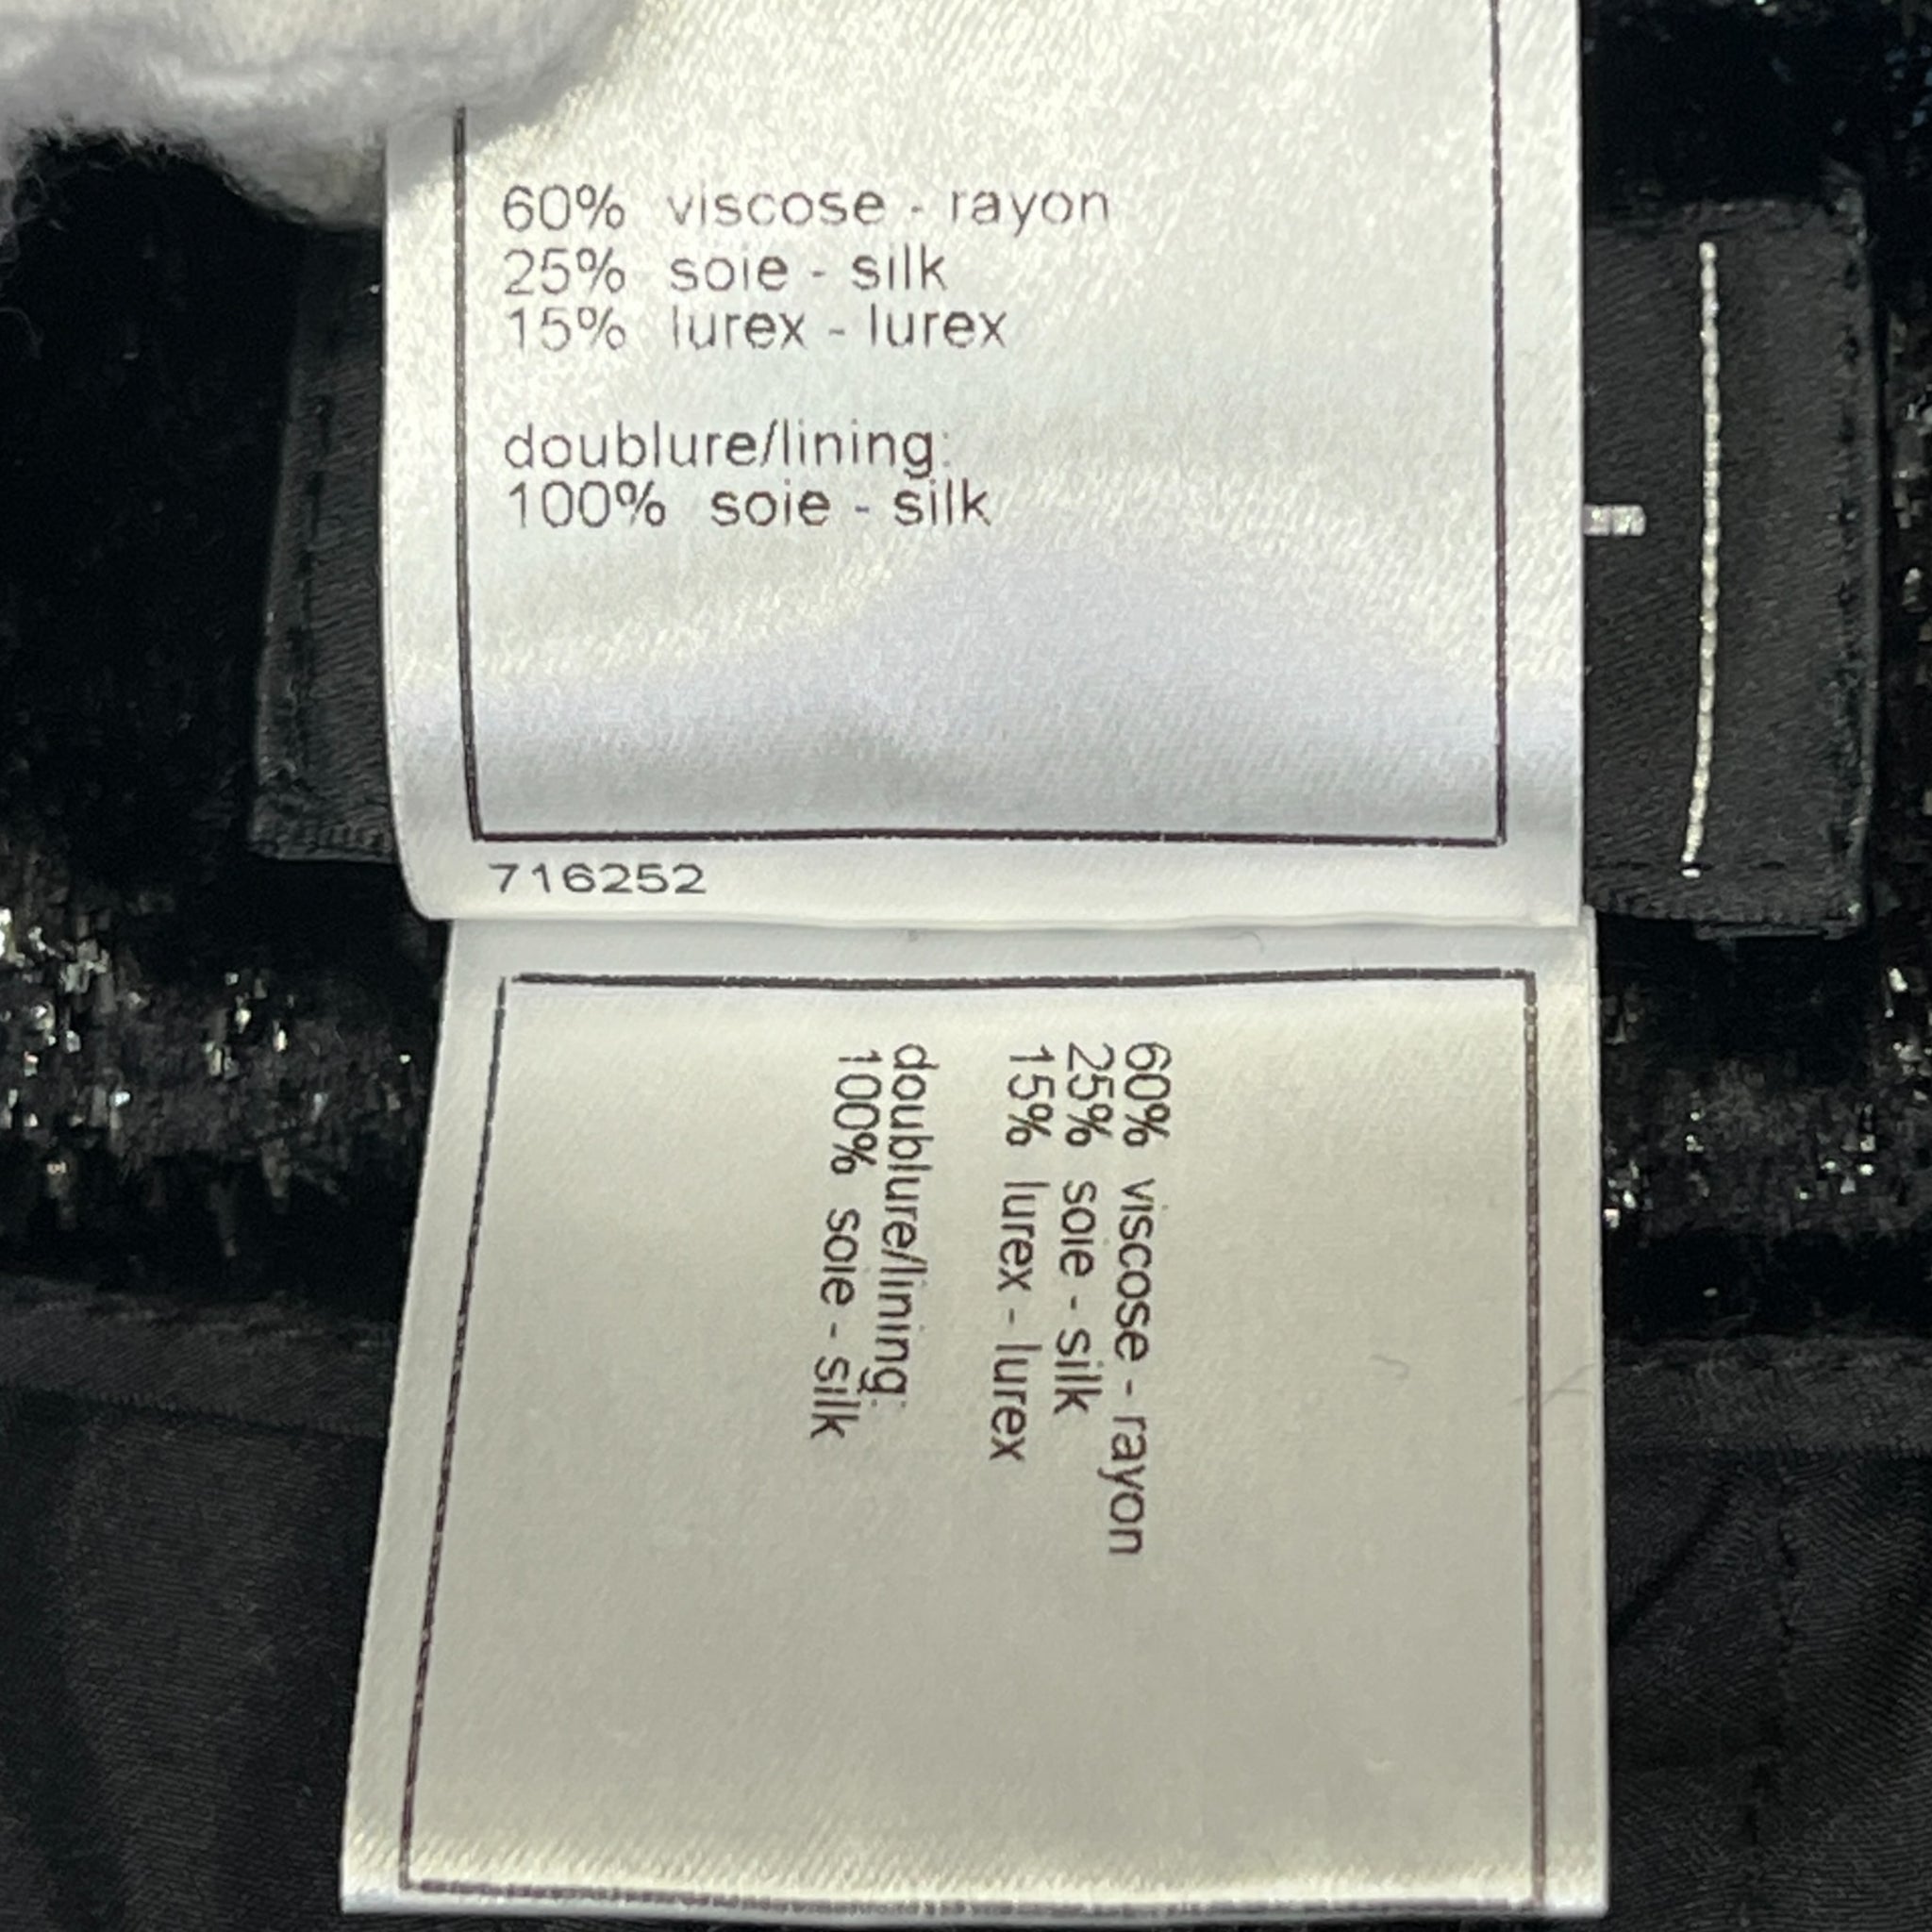 60% viscose - rayon
25% soie - silk
15% lurex - lurex
doublure/lining:
100% soie - silk
716252
60% viscose - rayon
25% soie - silk
15% lurex - lurex
doublure/lining:
100% soie - silk